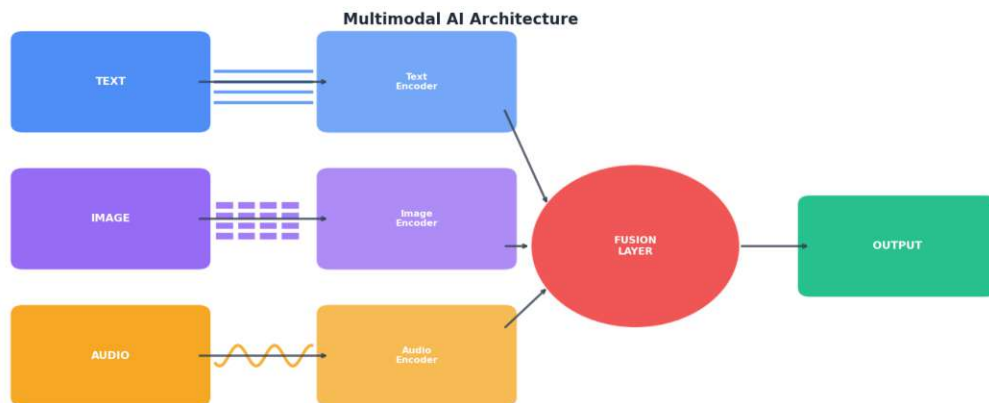 Multimodal AI Architecture
TEXT
Text
Encoder
IMAGE
Image
Encoder
FUSION
LAYER
OUTPUT
AUDIO
Audio
Encoder